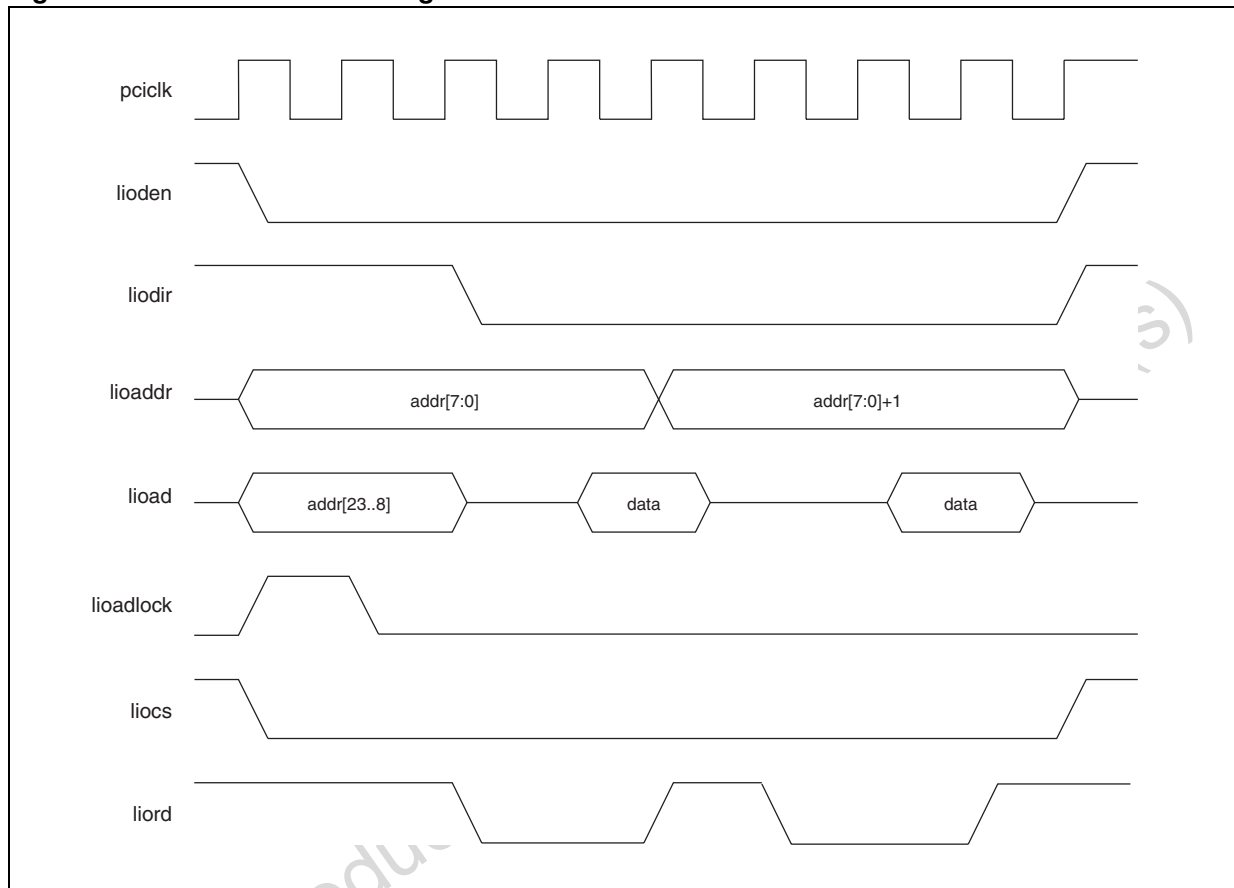 pciclk
lioden
liodir
lioaddr
addr[7:0]
addr[7:0]+1
lioad
addr[23..8]
data
data
lioadlock
liocs
liord